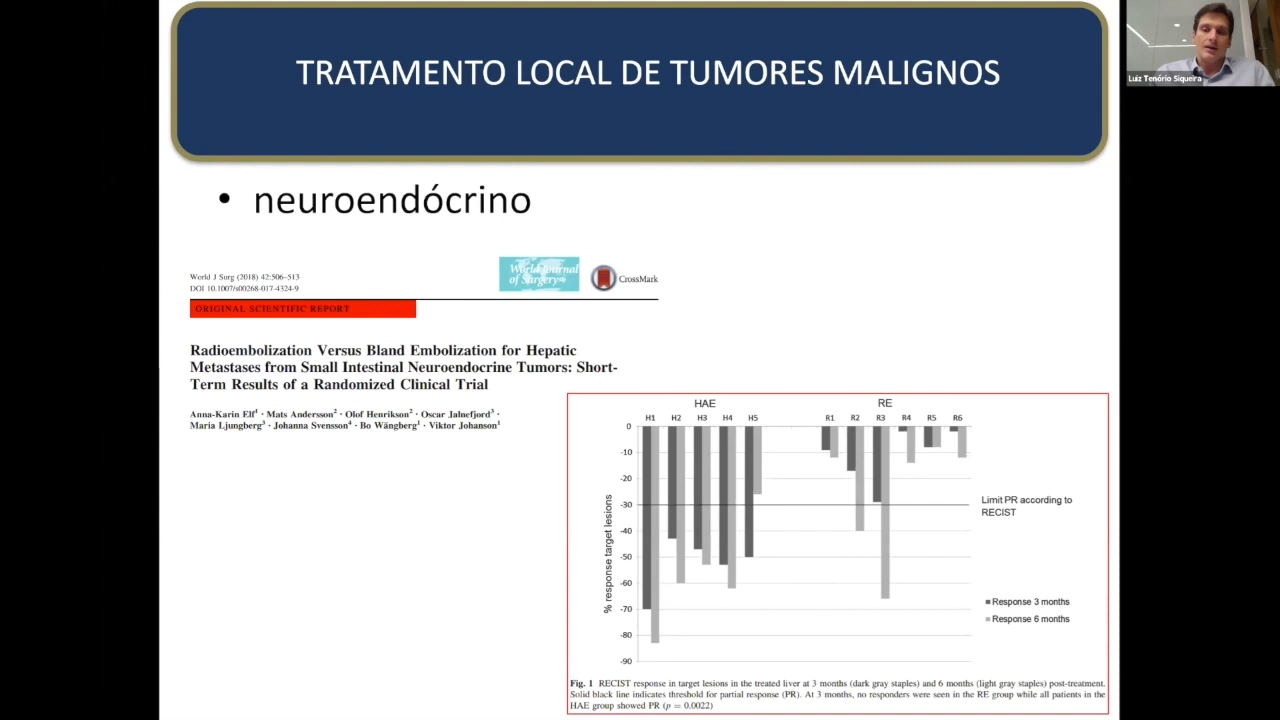 TRATAMENTO LOCAL DE TUMORES MALIGNOS
Luiz Tenório Siqueira
• neuroendócrino
World J Surg (2018) 42:506–513
DOI 10.1007/s00268-017-4324-9
World Journal
of Surgery
CrossMark
ORIGINAL SCIENTIFIC REPORT
Radioembolization Versus Bland Embolization for Hepatic
Metastases from Small Intestinal Neuroendocrine Tumors: Short-
Term Results of a Randomized Clinical Trial
Anna-Karin Elf1 · Mats Andersson2 · Olof Henrikson2 · Oscar Jalnefjord3 ·
Maria Ljungberg3 · Johanna Svensson4 · Bo Wängberg1 · Viktor Johanson1
HAE RE
H1 H2 H3 H4 H5 R1 R2 R3 R4 R5 R6
0
-10
-20
-30
-40
-50
-60
-70
-80
-90
% response target lesions
Limit PR according to
RECIST
Response 3 months
Response 6 months
Fig. 1 RECIST response in target lesions in the treated liver at 3 months (dark gray staples) and 6 months (light gray staples) post-treatment.
Solid black line indicates threshold for partial response (PR). At 3 months, no responders were seen in the RE group while all patients in the
HAE group showed PR (p = 0.0022)